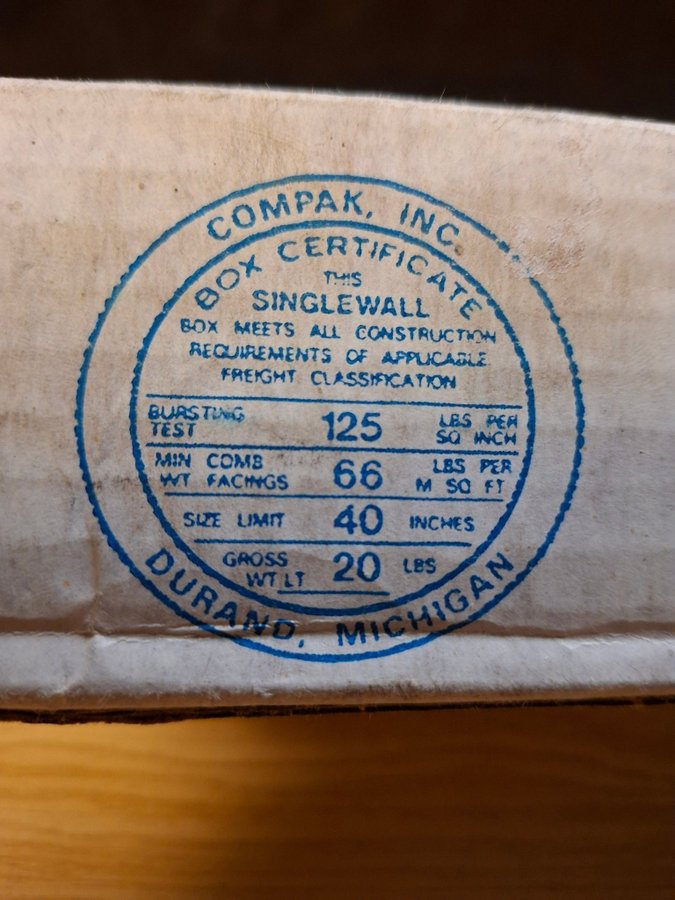 COMPAK, INC.
BOX CERTIFICATE
THIS
SINGLEWALL
BOX MEETS ALL CONSTRUCTION
REQUIREMENTS OF APPLICABLE
FREIGHT CLASSIFICATION
BURSTING TEST 125 LBS PER SQ INCH
MIN COMB WT FACINGS 66 LBS PER M SQ FT
SIZE LIMIT 40 INCHES
GROSS WT LT 20 LBS
DURAND, MICHIGAN